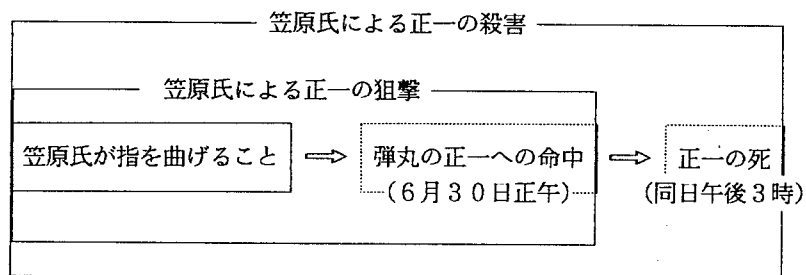 笠原氏による正一の殺害
笠原氏による正一の狙撃
笠原氏が指を曲げること ⇒ 弾丸の正一への命中 ⇒ 正一の死
(6月30日正午) (同日午後3時)